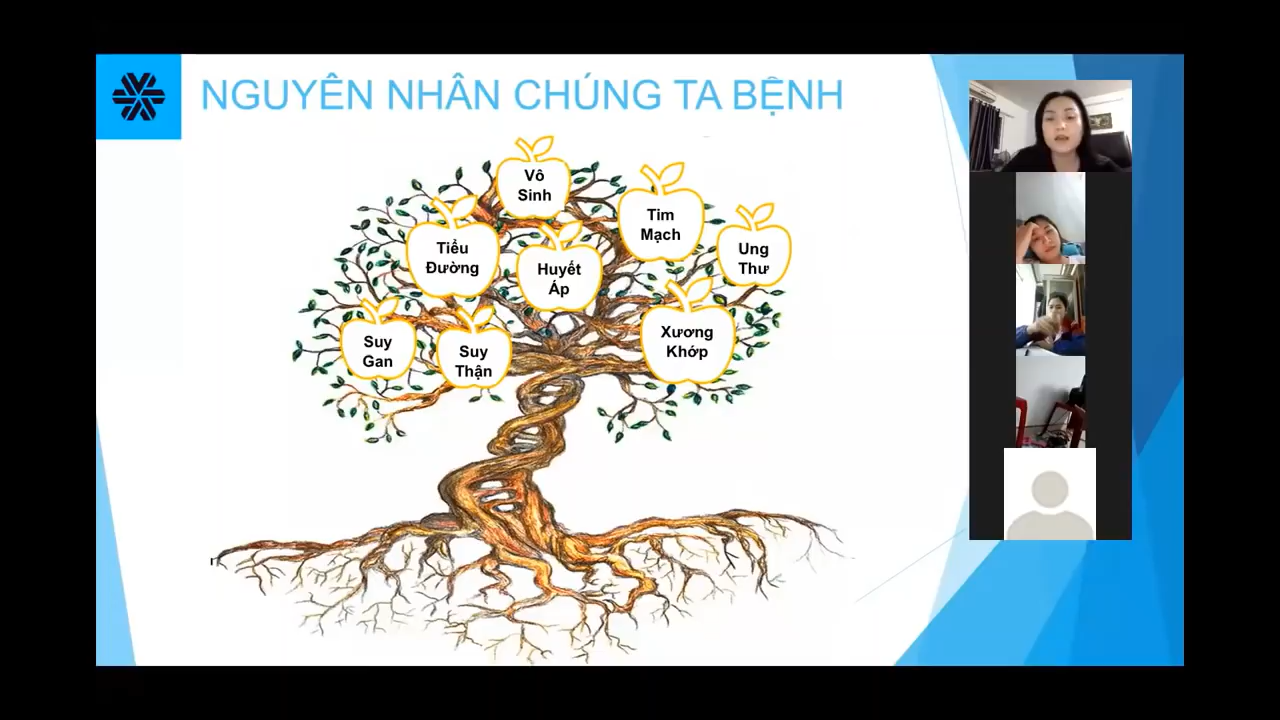 NGUYÊN NHÂN CHÚNG TA BỆNH
Vô
Sinh
Tim
Mạch
Tiểu
Đường
Huyết
Áp
Ung
Thư
Suy
Gan
Suy
Thận
Xương
Khớp